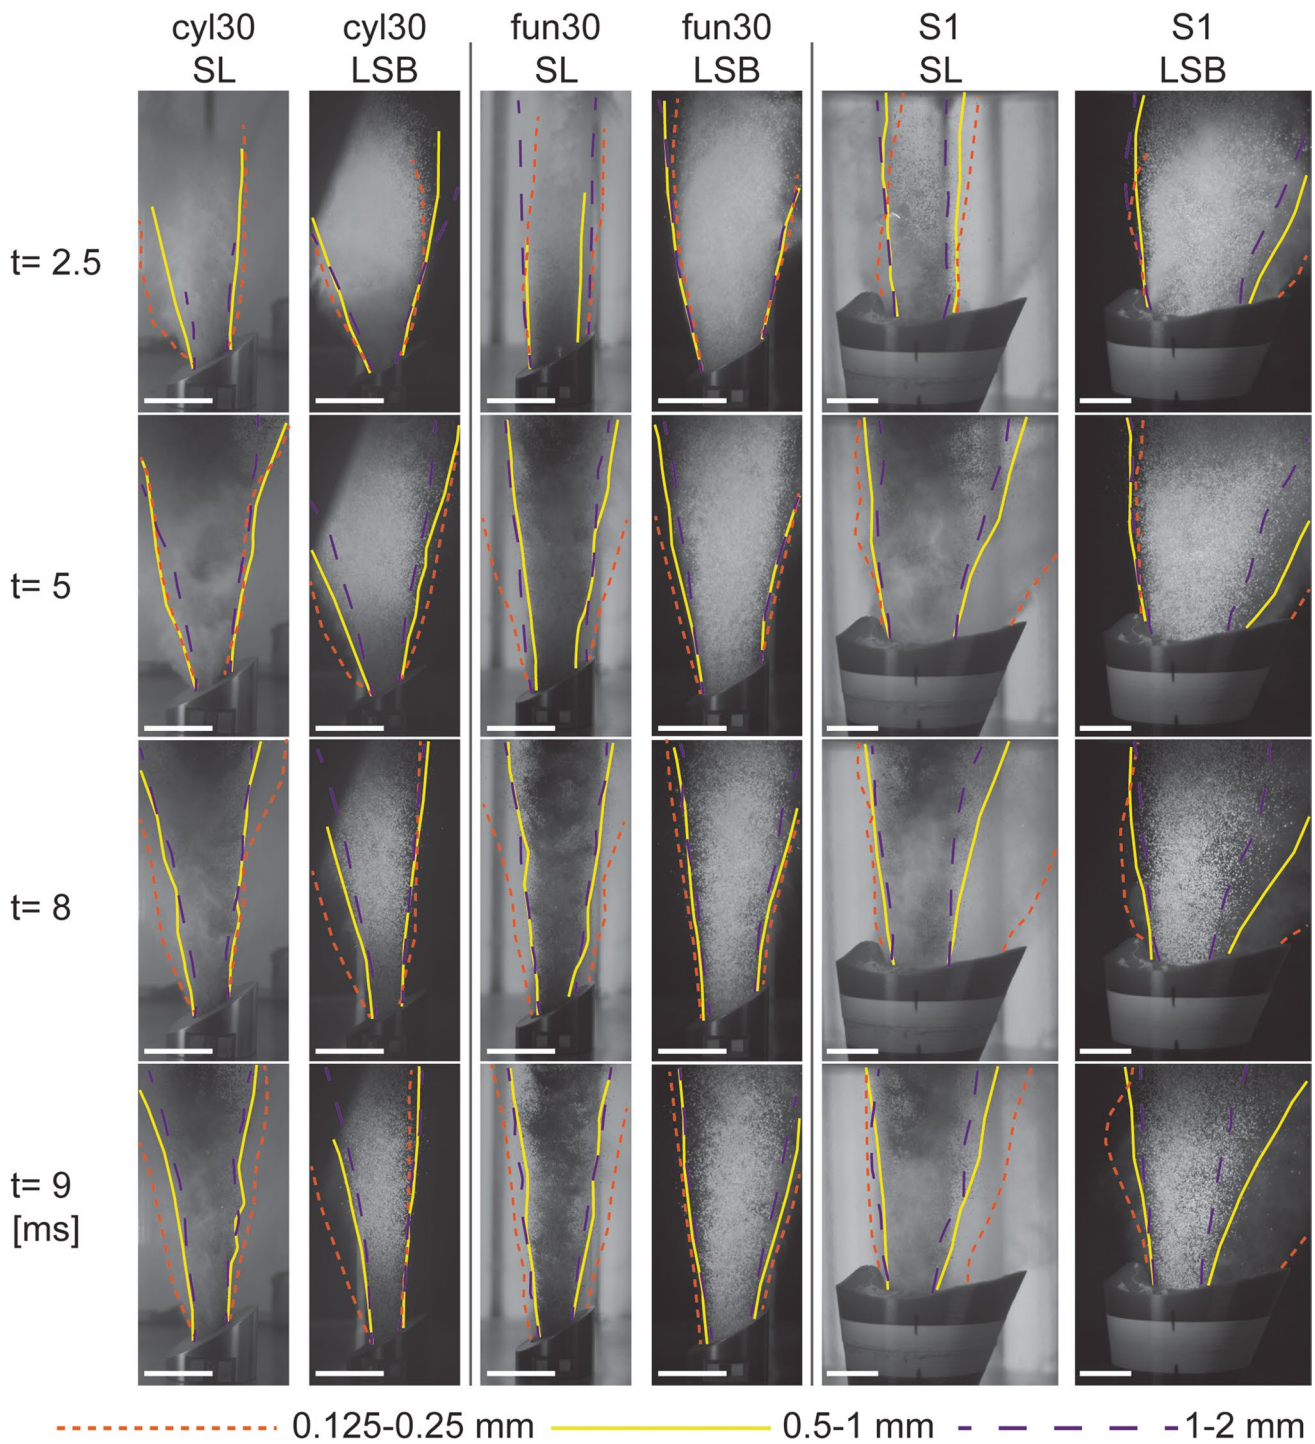 cyl30 cyl30 fun30 fun30 S1 S1
SL LSB SL LSB SL LSB
t= 2.5
t= 5
t= 8
t= 9
[ms]
0.125-0.25 mm 0.5-1 mm 1-2 mm